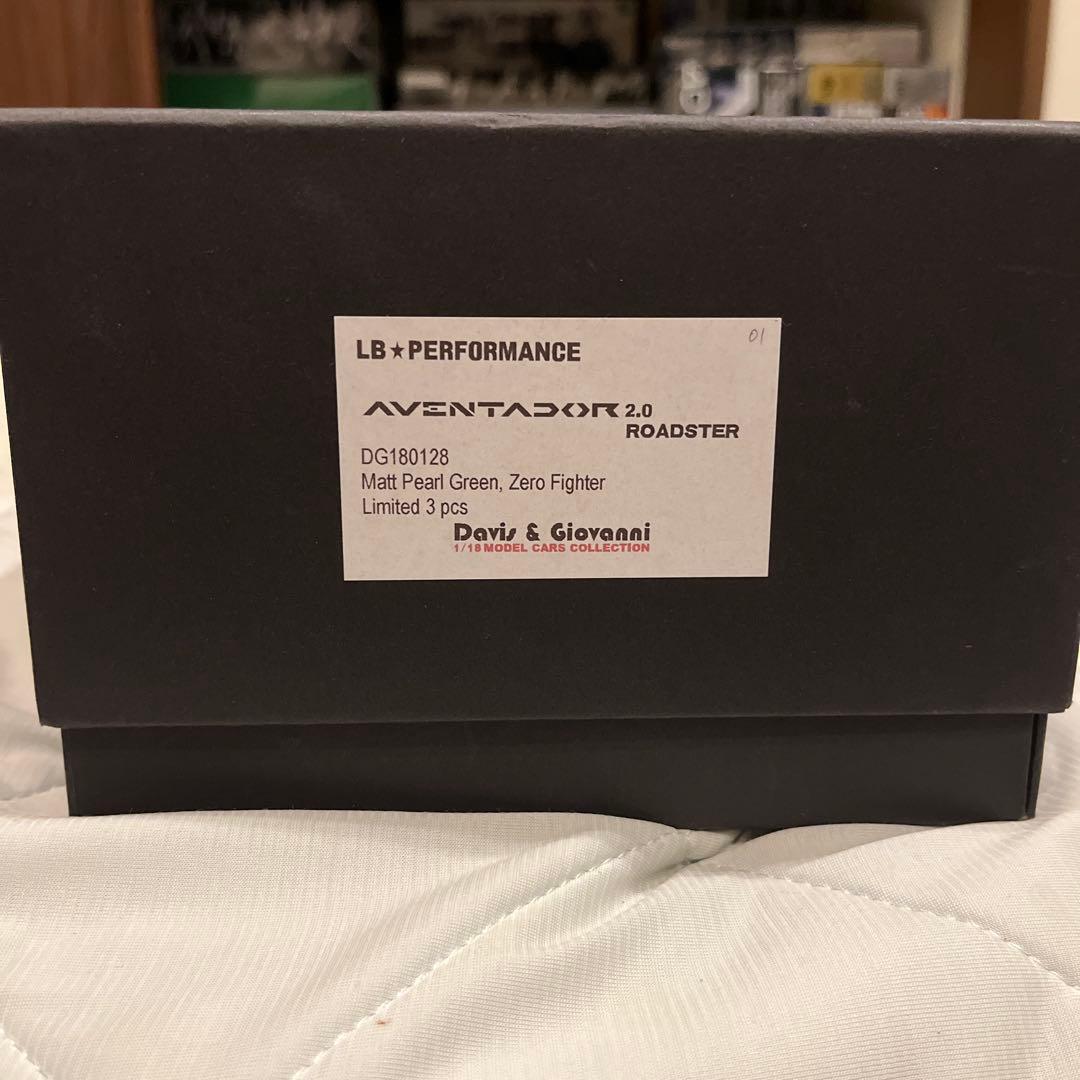 01
LB★PERFORMANCE
AVENTADOR 2.0
ROADSTER
DG180128
Matt Pearl Green, Zero Fighter
Limited 3 pcs
Davis & Giovanni
1/18 MODEL CARS COLLECTION